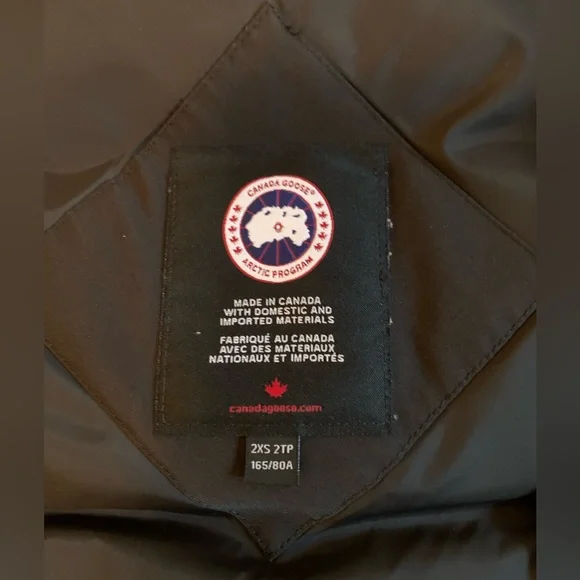 CANADA GOOSE®
ARCTIC PROGRAM
MADE IN CANADA
WITH DOMESTIC AND
IMPORTED MATERIALS
FABRIQUÉ AU CANADA
AVEC DES MATERIAUX
NATIONAUX ET IMPORTÉS
canadagoose.com
2XS 2TP
165/80A